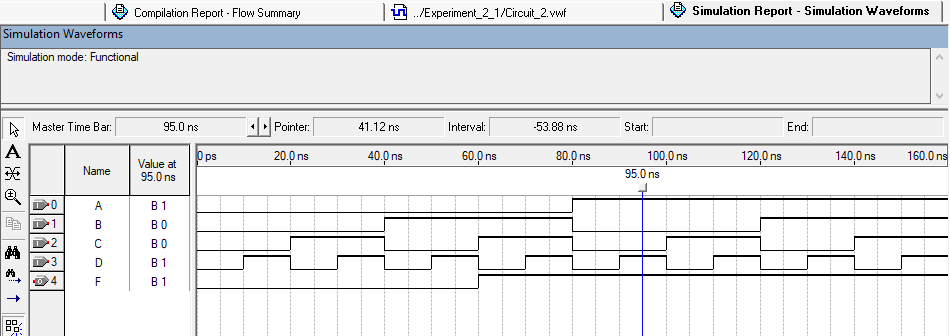 Compilation Report - Flow Summary
../Experiment_2_1/Circuit_2.vwf
Simulation Report - Simulation Waveforms
Simulation Waveforms
Simulation mode: Functional
Master Time Bar: 95.0 ns Pointer: 41.12 ns Interval: -53.88 ns Start: End:
Name Value at 95.0 ns
0 ps 20.0 ns 40.0 ns 60.0 ns 80.0 ns 100.0 ns 120.0 ns 140.0 ns 160.0 ns
95.0 ns
0 A B 1
1 B B 0
2 C B 0
3 D B 1
4 F B 1